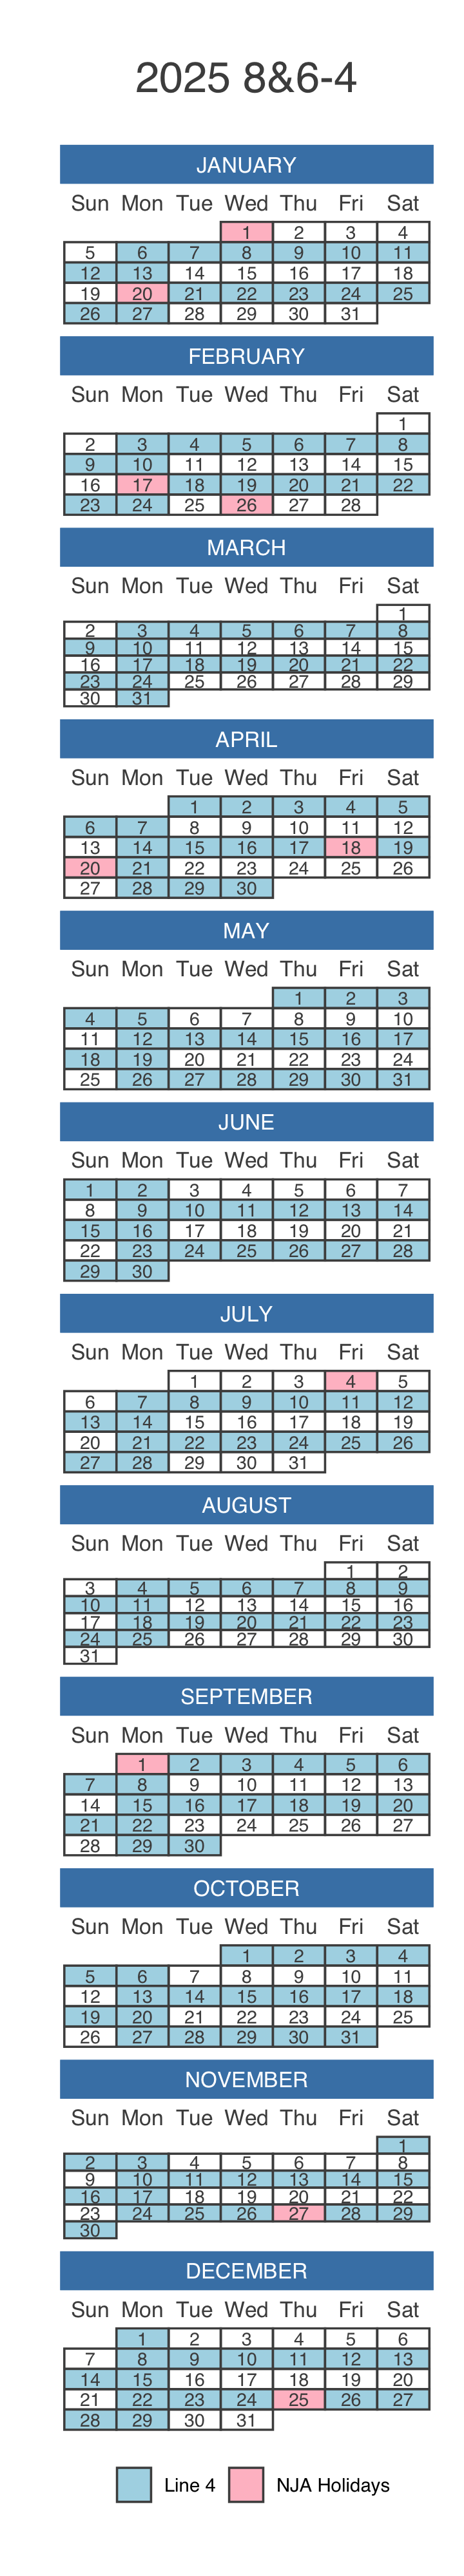 2025 8&6-4
JANUARY
Sun Mon Tue Wed Thu Fri Sat
1 2 3 4
5 6 7 8 9 10 11
12 13 14 15 16 17 18
19 20 21 22 23 24 25
26 27 28 29 30 31
FEBRUARY
Sun Mon Tue Wed Thu Fri Sat
1
2 3 4 5 6 7 8
9 10 11 12 13 14 15
16 17 18 19 20 21 22
23 24 25 26 27 28
MARCH
Sun Mon Tue Wed Thu Fri Sat
1
2 3 4 5 6 7 8
9 10 11 12 13 14 15
16 17 18 19 20 21 22
23 24 25 26 27 28 29
30 31
APRIL
Sun Mon Tue Wed Thu Fri Sat
1 2 3 4 5
6 7 8 9 10 11 12
13 14 15 16 17 18 19
20 21 22 23 24 25 26
27 28 29 30
MAY
Sun Mon Tue Wed Thu Fri Sat
1 2 3
4 5 6 7 8 9 10
11 12 13 14 15 16 17
18 19 20 21 22 23 24
25 26 27 28 29 30 31
JUNE
Sun Mon Tue Wed Thu Fri Sat
1 2 3 4 5 6 7
8 9 10 11 12 13 14
15 16 17 18 19 20 21
22 23 24 25 26 27 28
29 30
JULY
Sun Mon Tue Wed Thu Fri Sat
1 2 3 4 5
6 7 8 9 10 11 12
13 14 15 16 17 18 19
20 21 22 23 24 25 26
27 28 29 30 31
AUGUST
Sun Mon Tue Wed Thu Fri Sat
1 2
3 4 5 6 7 8 9
10 11 12 13 14 15 16
17 18 19 20 21 22 23
24 25 26 27 28 29 30
31
SEPTEMBER
Sun Mon Tue Wed Thu Fri Sat
1 2 3 4 5 6
7 8 9 10 11 12 13
14 15 16 17 18 19 20
21 22 23 24 25 26 27
28 29 30
OCTOBER
Sun Mon Tue Wed Thu Fri Sat
1 2 3 4
5 6 7 8 9 10 11
12 13 14 15 16 17 18
19 20 21 22 23 24 25
26 27 28 29 30 31
NOVEMBER
Sun Mon Tue Wed Thu Fri Sat
1
2 3 4 5 6 7 8
9 10 11 12 13 14 15
16 17 18 19 20 21 22
23 24 25 26 27 28 29
30
DECEMBER
Sun Mon Tue Wed Thu Fri Sat
1 2 3 4 5 6
7 8 9 10 11 12 13
14 15 16 17 18 19 20
21 22 23 24 25 26 27
28 29 30 31
Line 4 NJA Holidays